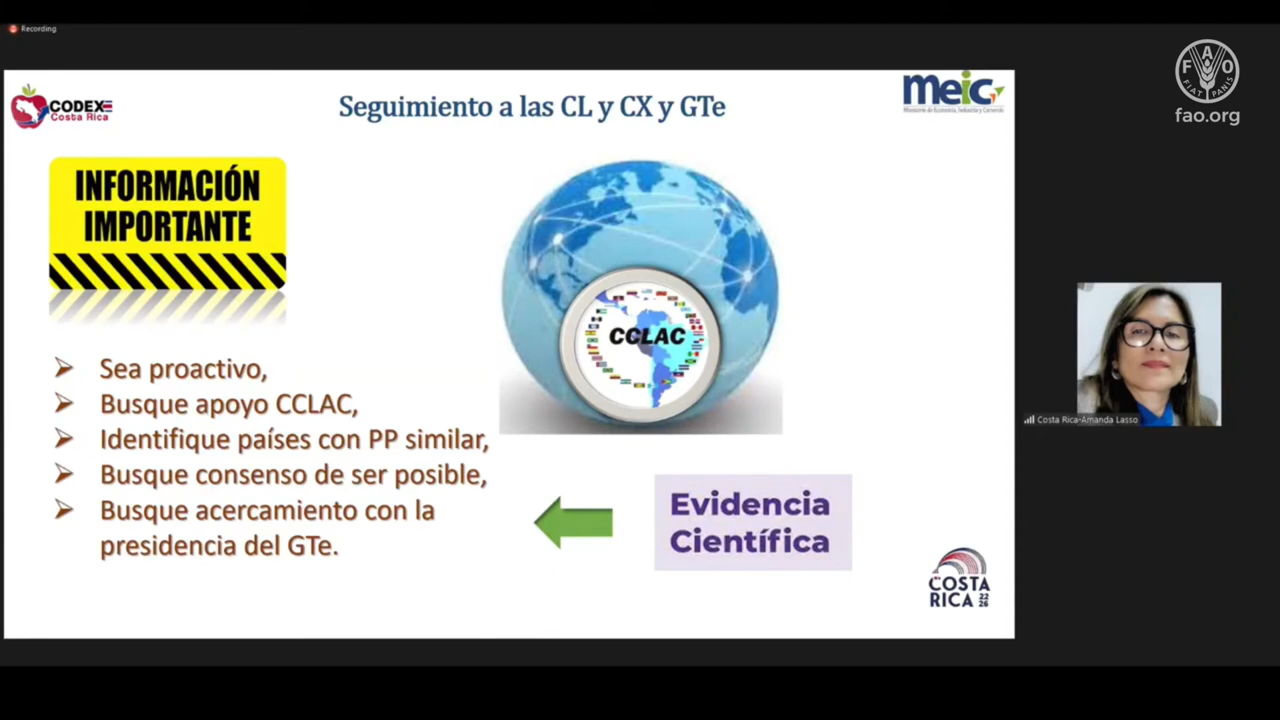 Recording
FAO
FIAT PANIS
fao.org
CODEX
Costa Rica
Seguimiento a las CL y CX y GTe
meic
Ministerio de Economía, Industria y Comercio
INFORMACIÓN
IMPORTANTE
CCLAC
Sea proactivo,
Busque apoyo CCLAC,
Identifique países con PP similar,
Busque consenso de ser posible,
Busque acercamiento con la
presidencia del GTe.
Evidencia
Científica
COSTA
RICA 22
26
Costa Rica-Amanda Lasso